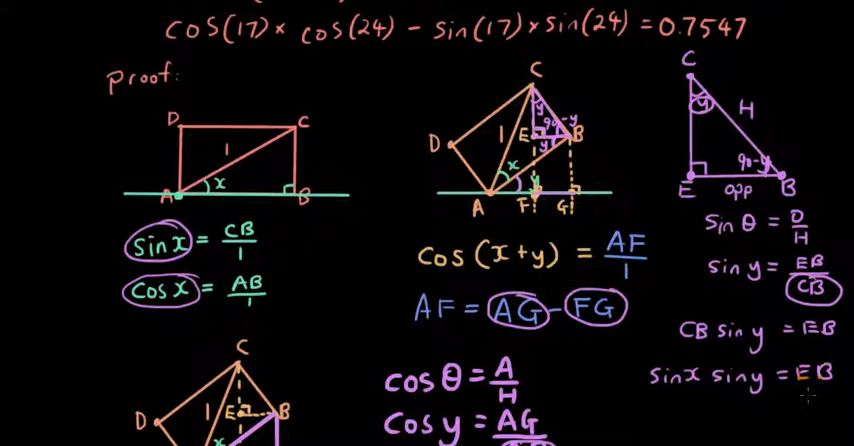 cos(17)× cos(24) - sin(17)×sin(24) = 0.7547
Proof:
D C
1
x
A B
sin x = CB/1
cos x = AB/1
C
y
90-y
D 1 E B
y
x
y
A F G
cos (x+y) = AF/1
AF = AG - FG
C
y
H
90-y
E opp B
sin θ = O/H
sin y = EB/CB
CB sin y = EB
sinx siny = EB
C
D 1 E B
x
cos θ = A/H
cos y = AG